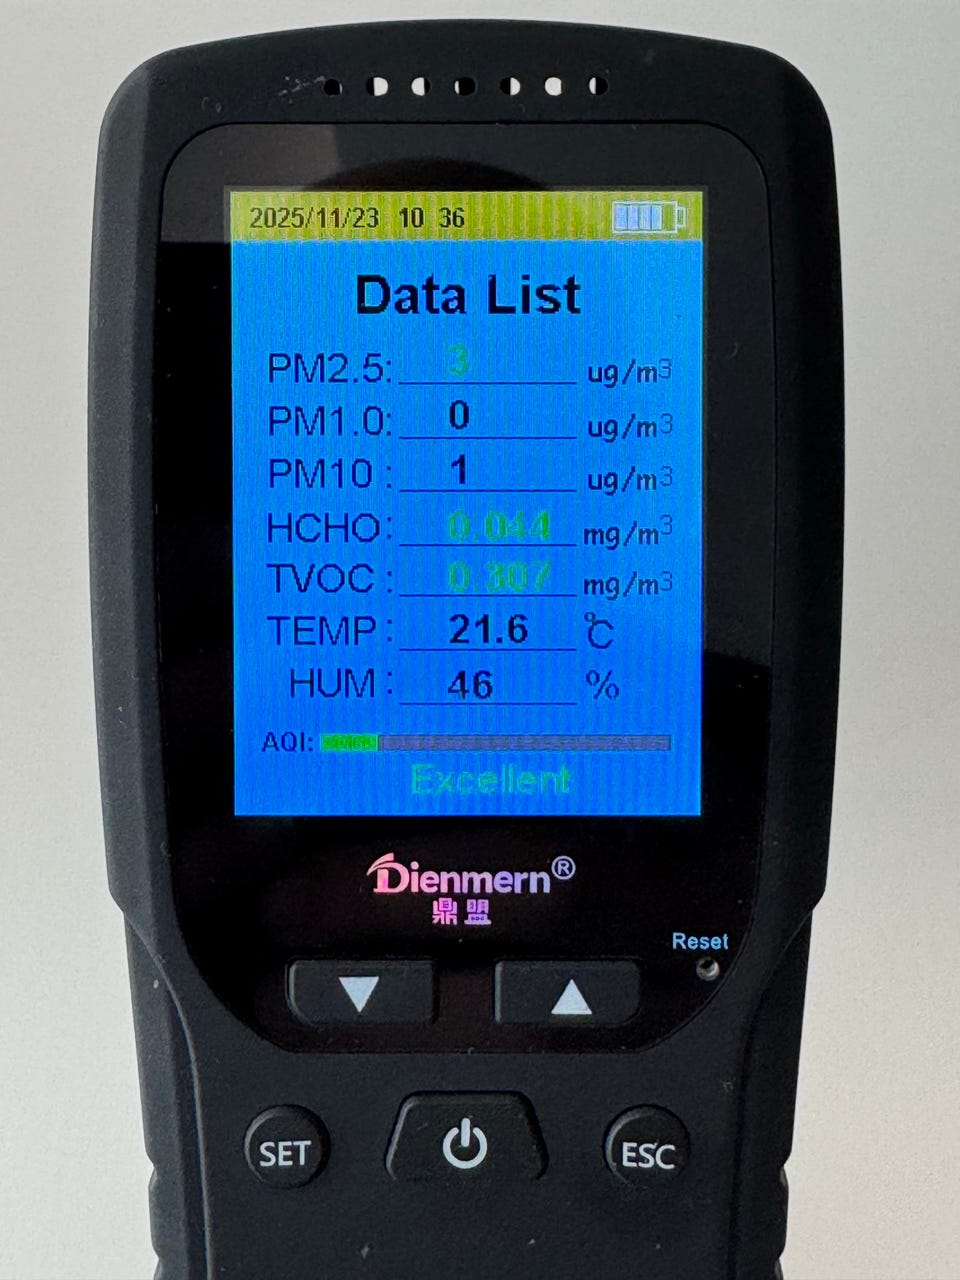 2025/11/23 10 36
Data List
PM2.5: 3 ug/m³
PM1.0: 0 ug/m³
PM10 : 1 ug/m³
HCHO: 0.044 mg/m³
TVOC : 0.307 mg/m³
TEMP : 21.6 ℃
HUM : 46 %
AQI:
Excellent
Dienmern®
鼎盟
Reset
SET
ESC